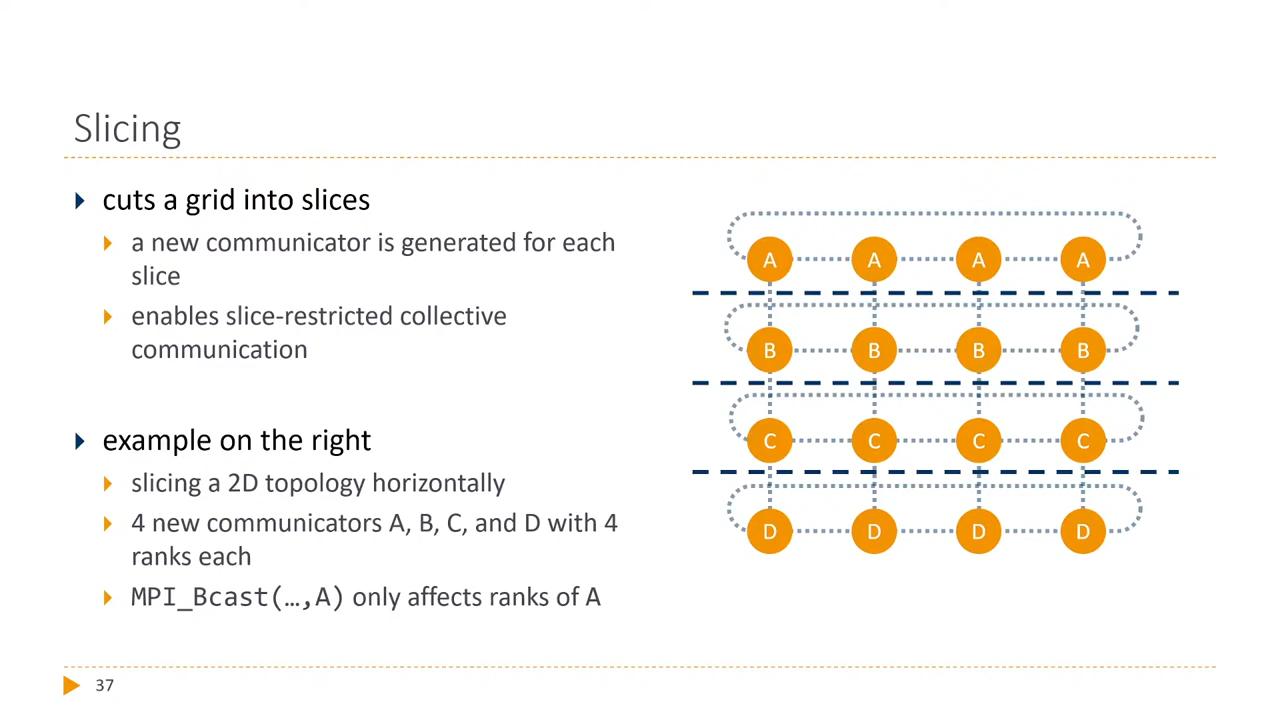 Slicing
cuts a grid into slices
a new communicator is generated for each
slice
enables slice-restricted collective
communication
example on the right
slicing a 2D topology horizontally
4 new communicators A, B, C, and D with 4
ranks each
MPI_Bcast(…,A) only affects ranks of A
A A A A
B B B B
C C C C
D D D D
37